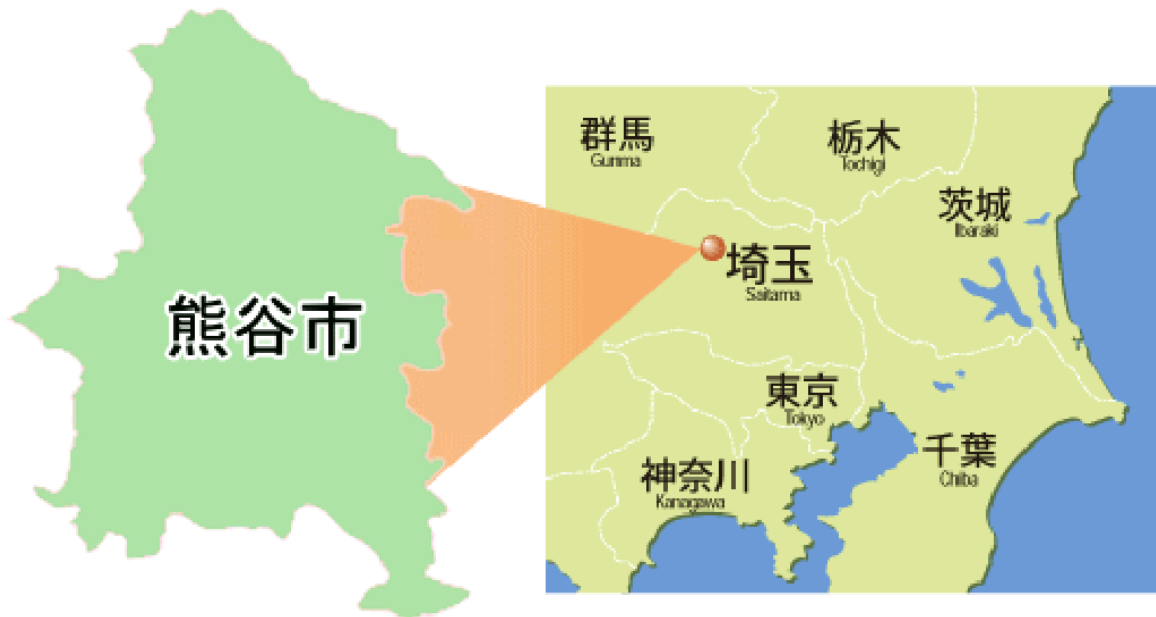 熊谷市
群馬
Gunma
栃木
Tochigi
茨城
Ibaraki
埼玉
Saitama
東京
Tokyo
千葉
Chiba
神奈川
Kanagawa